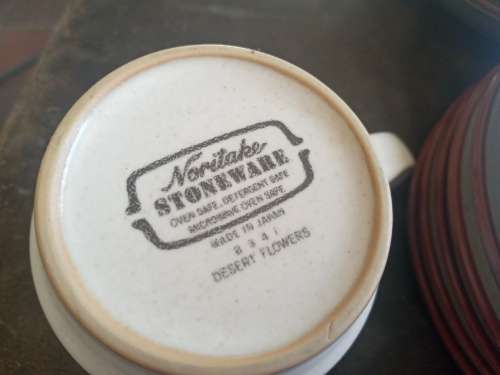 Noritake
STONEWARE
OVEN SAFE, DETERGENT SAFE
MICROWAVE OVEN SAFE
MADE IN JAPAN
8341
DESERT FLOWERS